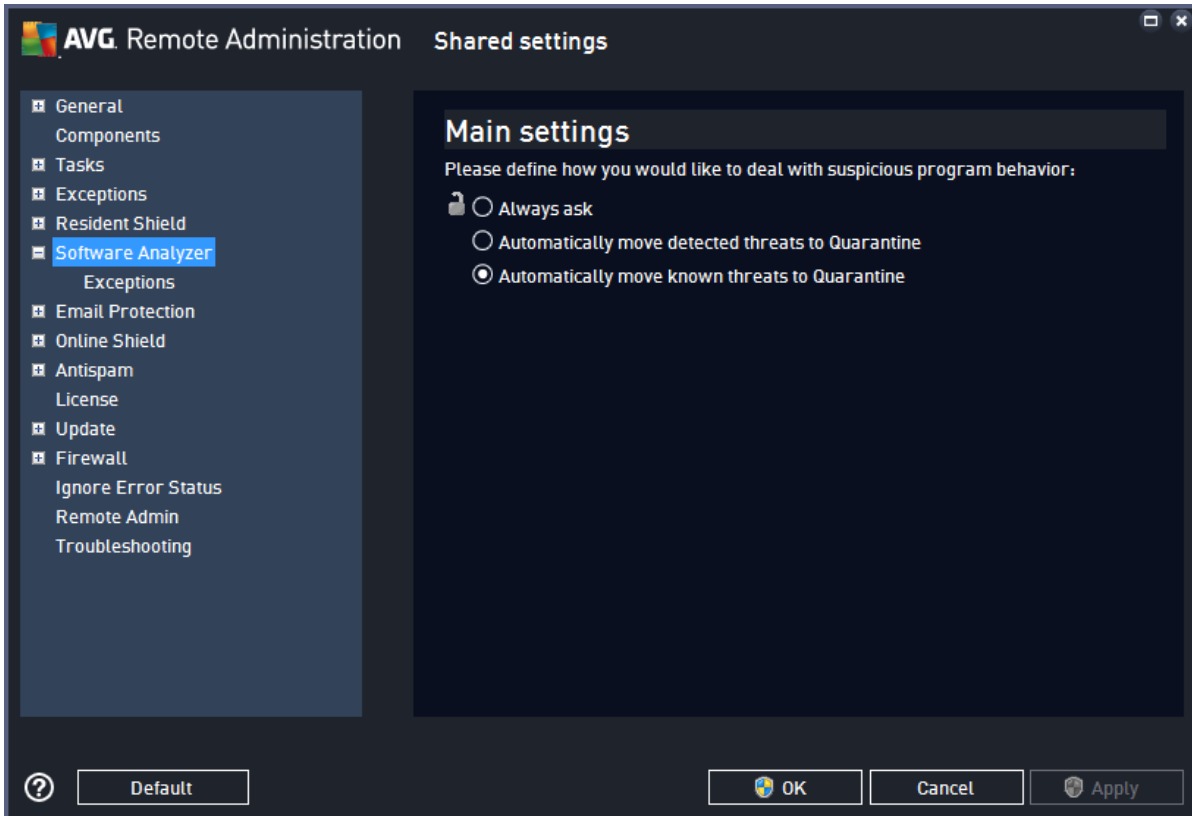 AVG. Remote Administration
Shared settings
General
Components
Tasks
Exceptions
Resident Shield
Software Analyzer
Exceptions
Email Protection
Online Shield
Antispam
License
Update
Firewall
Ignore Error Status
Remote Admin
Troubleshooting
Main settings
Please define how you would like to deal with suspicious program behavior:
Always ask
Automatically move detected threats to Quarantine
Automatically move known threats to Quarantine
?
Default
OK
Cancel
Apply